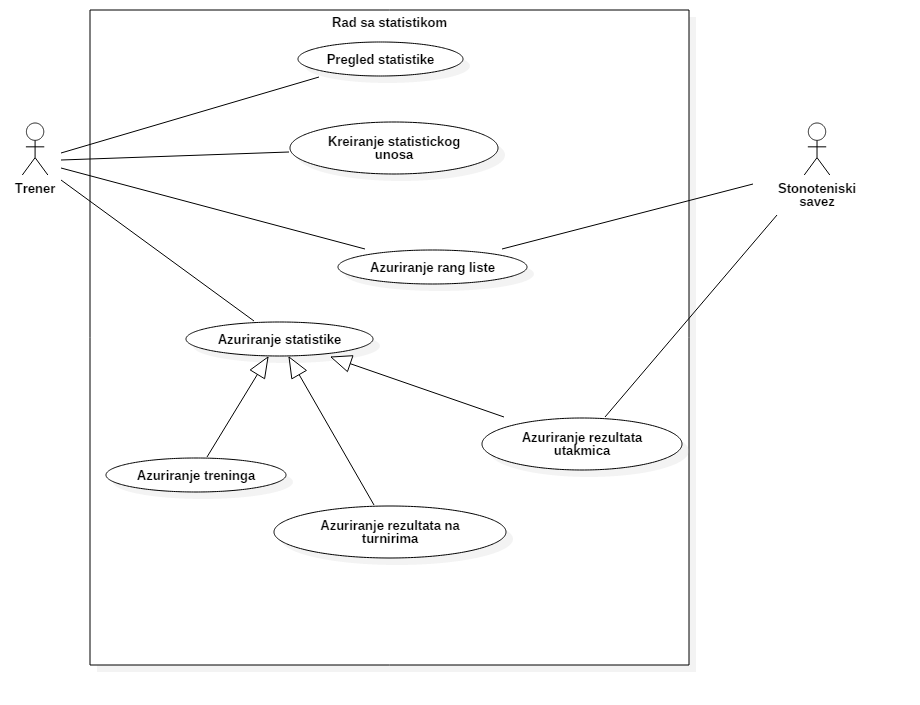 Rad sa statistikom
Pregled statistike
Kreiranje statistickog
unosa
Trener
Stonoteniski
savez
Azuriranje rang liste
Azuriranje statistike
Azuriranje rezultata
utakmica
Azuriranje treninga
Azuriranje rezultata na
turnirima